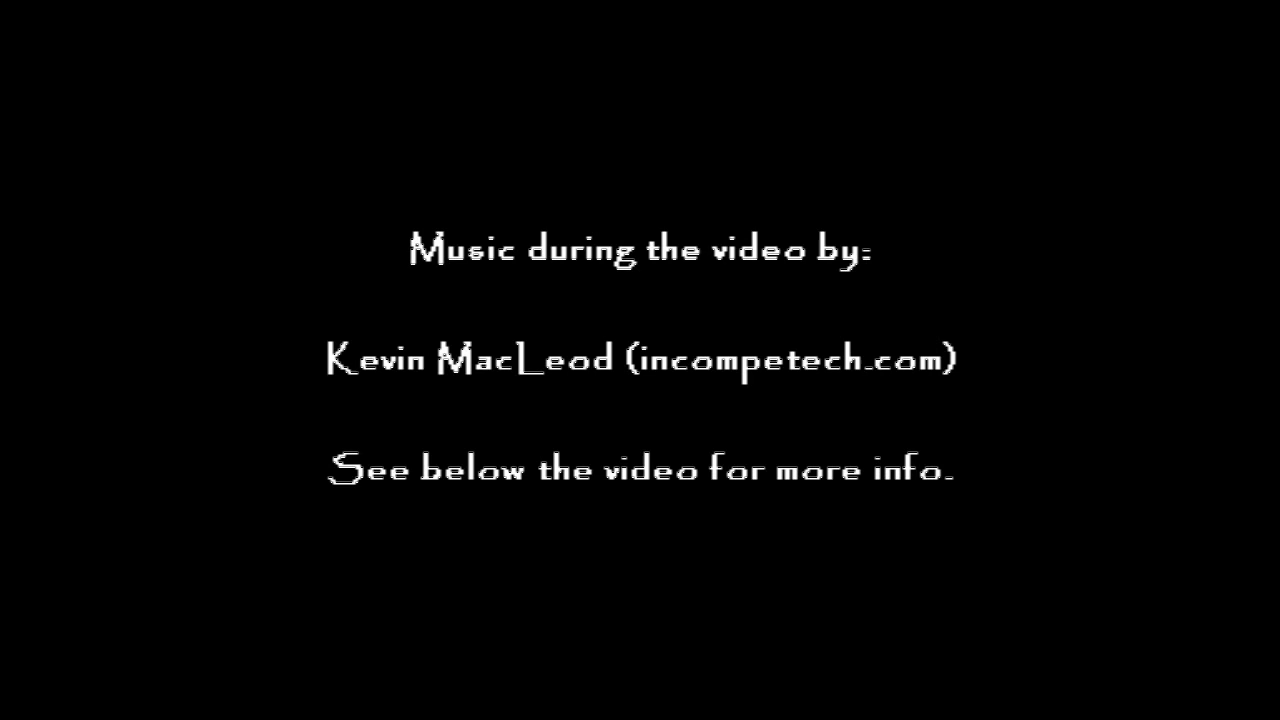 Music during the video by:
Kevin MacLeod (incompetech.com)
See below the video for more info.